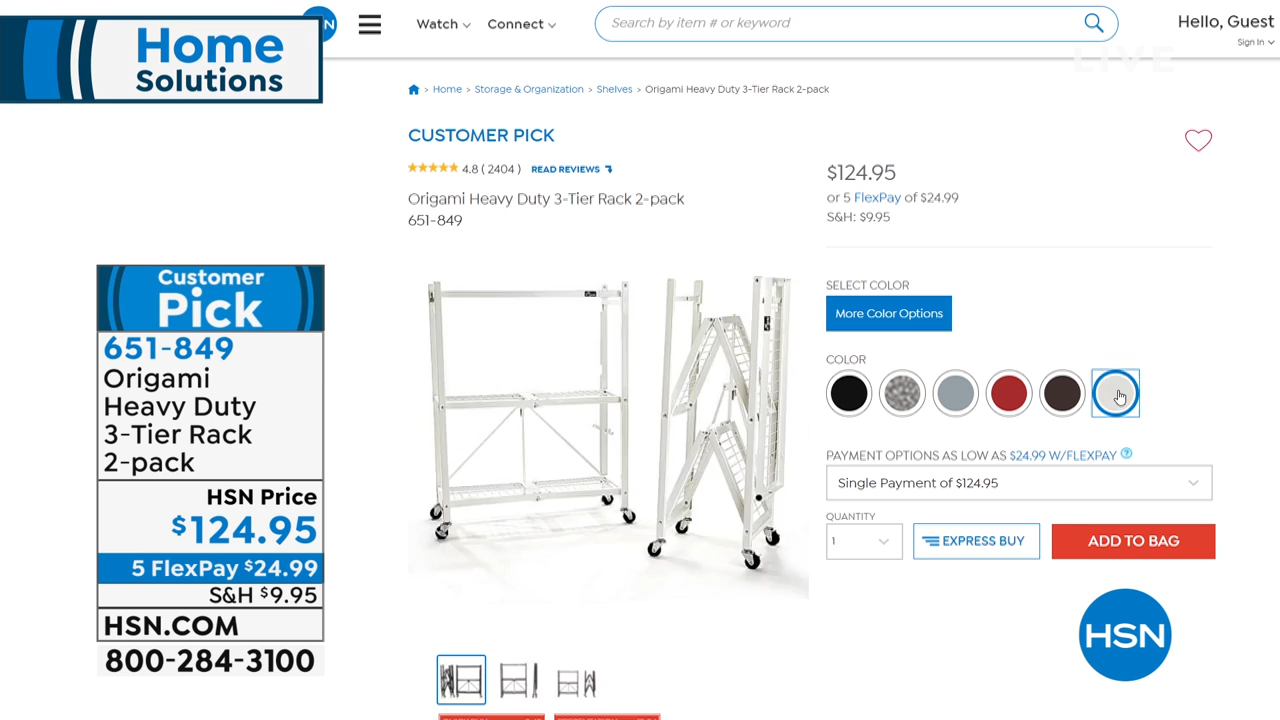 Home
Solutions
N
Watch
Connect
Search by item # or keyword
Hello, Guest
Sign In
LIVE
> Home > Storage & Organization > Shelves > Origami Heavy Duty 3-Tier Rack 2-pack
CUSTOMER PICK
4.8 ( 2404 ) READ REVIEWS
Origami Heavy Duty 3-Tier Rack 2-pack
651-849
$124.95
or 5 FlexPay of $24.99
S&H: $9.95
SELECT COLOR
More Color Options
COLOR
PAYMENT OPTIONS AS LOW AS $24.99 W/FLEXPAY ?
Single Payment of $124.95
QUANTITY
1
EXPRESS BUY
ADD TO BAG
HSN
Customer
Pick
651-849
Origami
Heavy Duty
3-Tier Rack
2-pack
HSN Price
$124.95
5 FlexPay $24.99
S&H $9.95
HSN.COM
800-284-3100